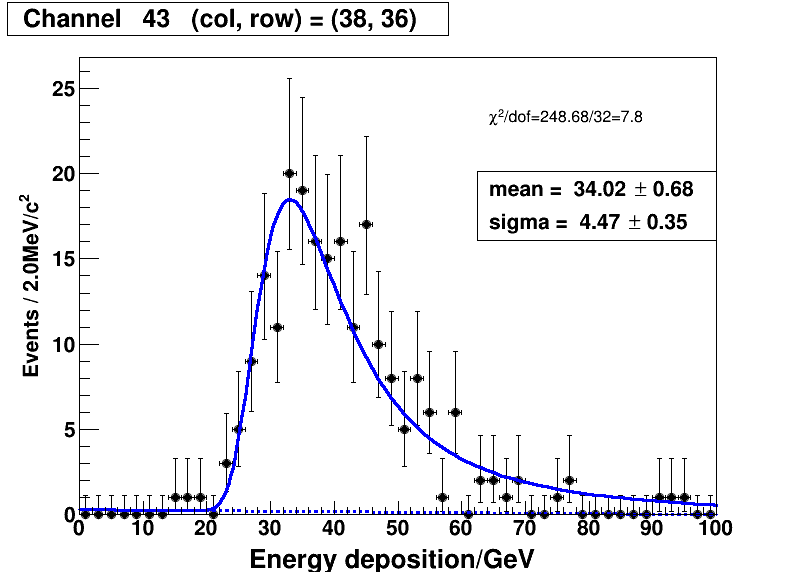 Channel 43 (col, row) = (38, 36)
χ²/dof=248.68/32=7.8
mean = 34.02 ± 0.68
sigma = 4.47 ± 0.35
Events / 2.0MeV/c²
25
20
15
10
5
0
0 10 20 30 40 50 60 70 80 90 100
Energy deposition/GeV